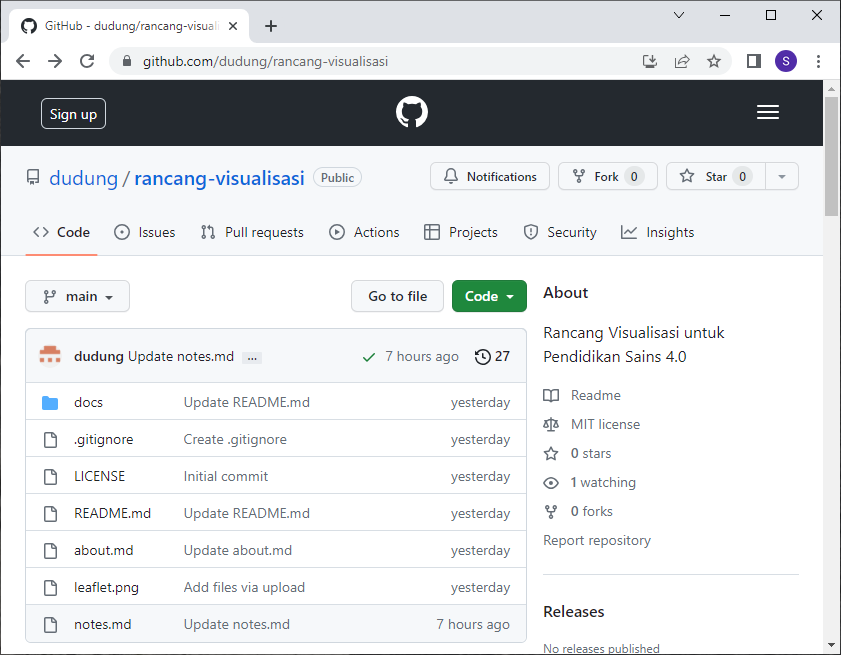 GitHub - dudung/rancang-visuali
github.com/dudung/rancang-visualisasi
S
Sign up
dudung / rancang-visualisasi Public
Notifications
Fork 0
Star 0
Code
Issues
Pull requests
Actions
Projects
Security
Insights
main
Go to file
Code
dudung Update notes.md ... 7 hours ago 27
docs Update README.md yesterday
.gitignore Create .gitignore yesterday
LICENSE Initial commit yesterday
README.md Update README.md yesterday
about.md Update about.md yesterday
leaflet.png Add files via upload yesterday
notes.md Update notes.md 7 hours ago
About
Rancang Visualisasi untuk
Pendidikan Sains 4.0
Readme
MIT license
0 stars
1 watching
0 forks
Report repository
Releases
No releases published